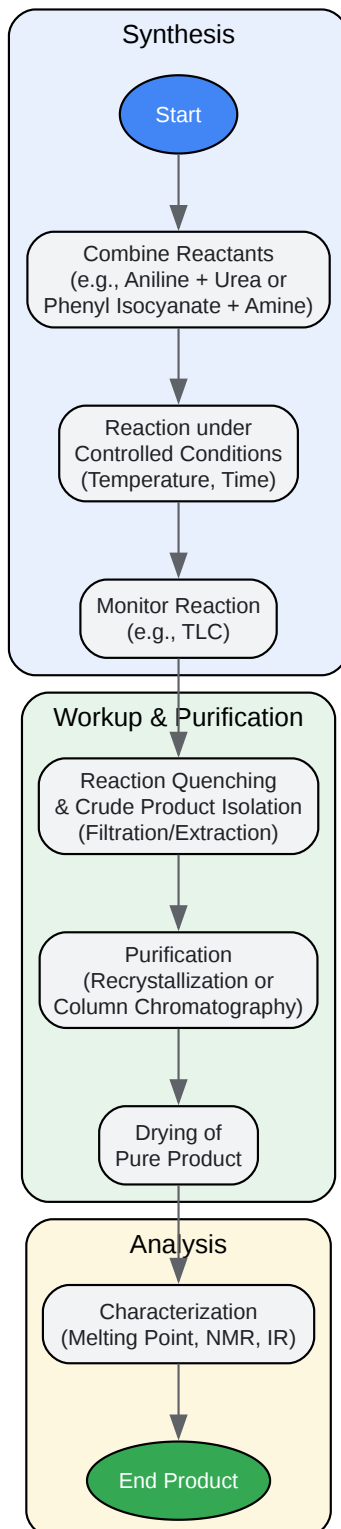 Synthesis
Start
Combine Reactants
(e.g., Aniline + Urea or
Phenyl Isocyanate + Amine)
Reaction under
Controlled Conditions
(Temperature, Time)
Monitor Reaction
(e.g., TLC)
Workup & Purification
Reaction Quenching
& Crude Product Isolation
(Filtration/Extraction)
Purification
(Recrystallization or
Column Chromatography)
Drying of
Pure Product
Analysis
Characterization
(Melting Point, NMR, IR)
End Product